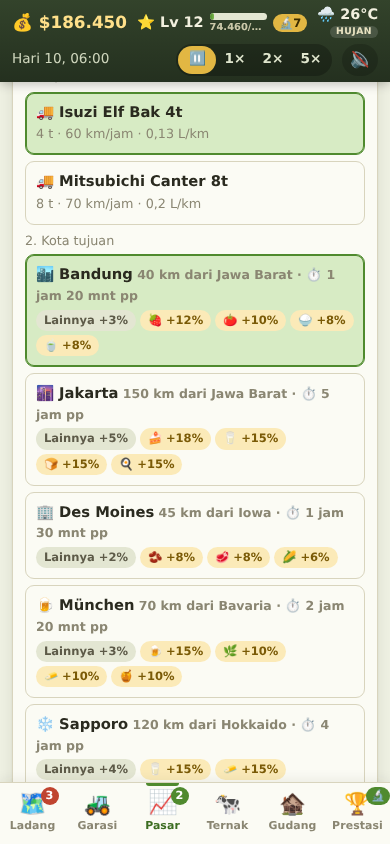 $186.450
Lv 12
74.460/...
7
26°C
HUJAN
Hari 10, 06:00
1×
2×
5×
Isuzi Elf Bak 4t
4 t · 60 km/jam · 0,13 L/km
Mitsubichi Canter 8t
8 t · 70 km/jam · 0,2 L/km
2. Kota tujuan
Bandung 40 km dari Jawa Barat · ⏱️ 1
jam 20 mnt pp
Lainnya +3% 🍓 +12% 🍅 +10% 🍚 +8%
🍵 +8%
Jakarta 150 km dari Jawa Barat · ⏱️ 5
jam pp
Lainnya +5% 🍰 +18% 🥛 +15%
🍞 +15% 🍳 +15%
Des Moines 45 km dari Iowa · ⏱️ 1 jam
30 mnt pp
Lainnya +2% 🫘 +8% 🥩 +8% 🌽 +6%
München 70 km dari Bavaria · ⏱️ 2 jam
20 mnt pp
Lainnya +3% 🍺 +15% 🌿 +10%
🧈 +10% 🍯 +10%
Sapporo 120 km dari Hokkaido · ⏱️ 4
jam pp
Lainnya +4% 🥛 +15% 🧈 +15%
3
2
Ladang
Garasi
Pasar
Ternak
Gudang
Prestasi